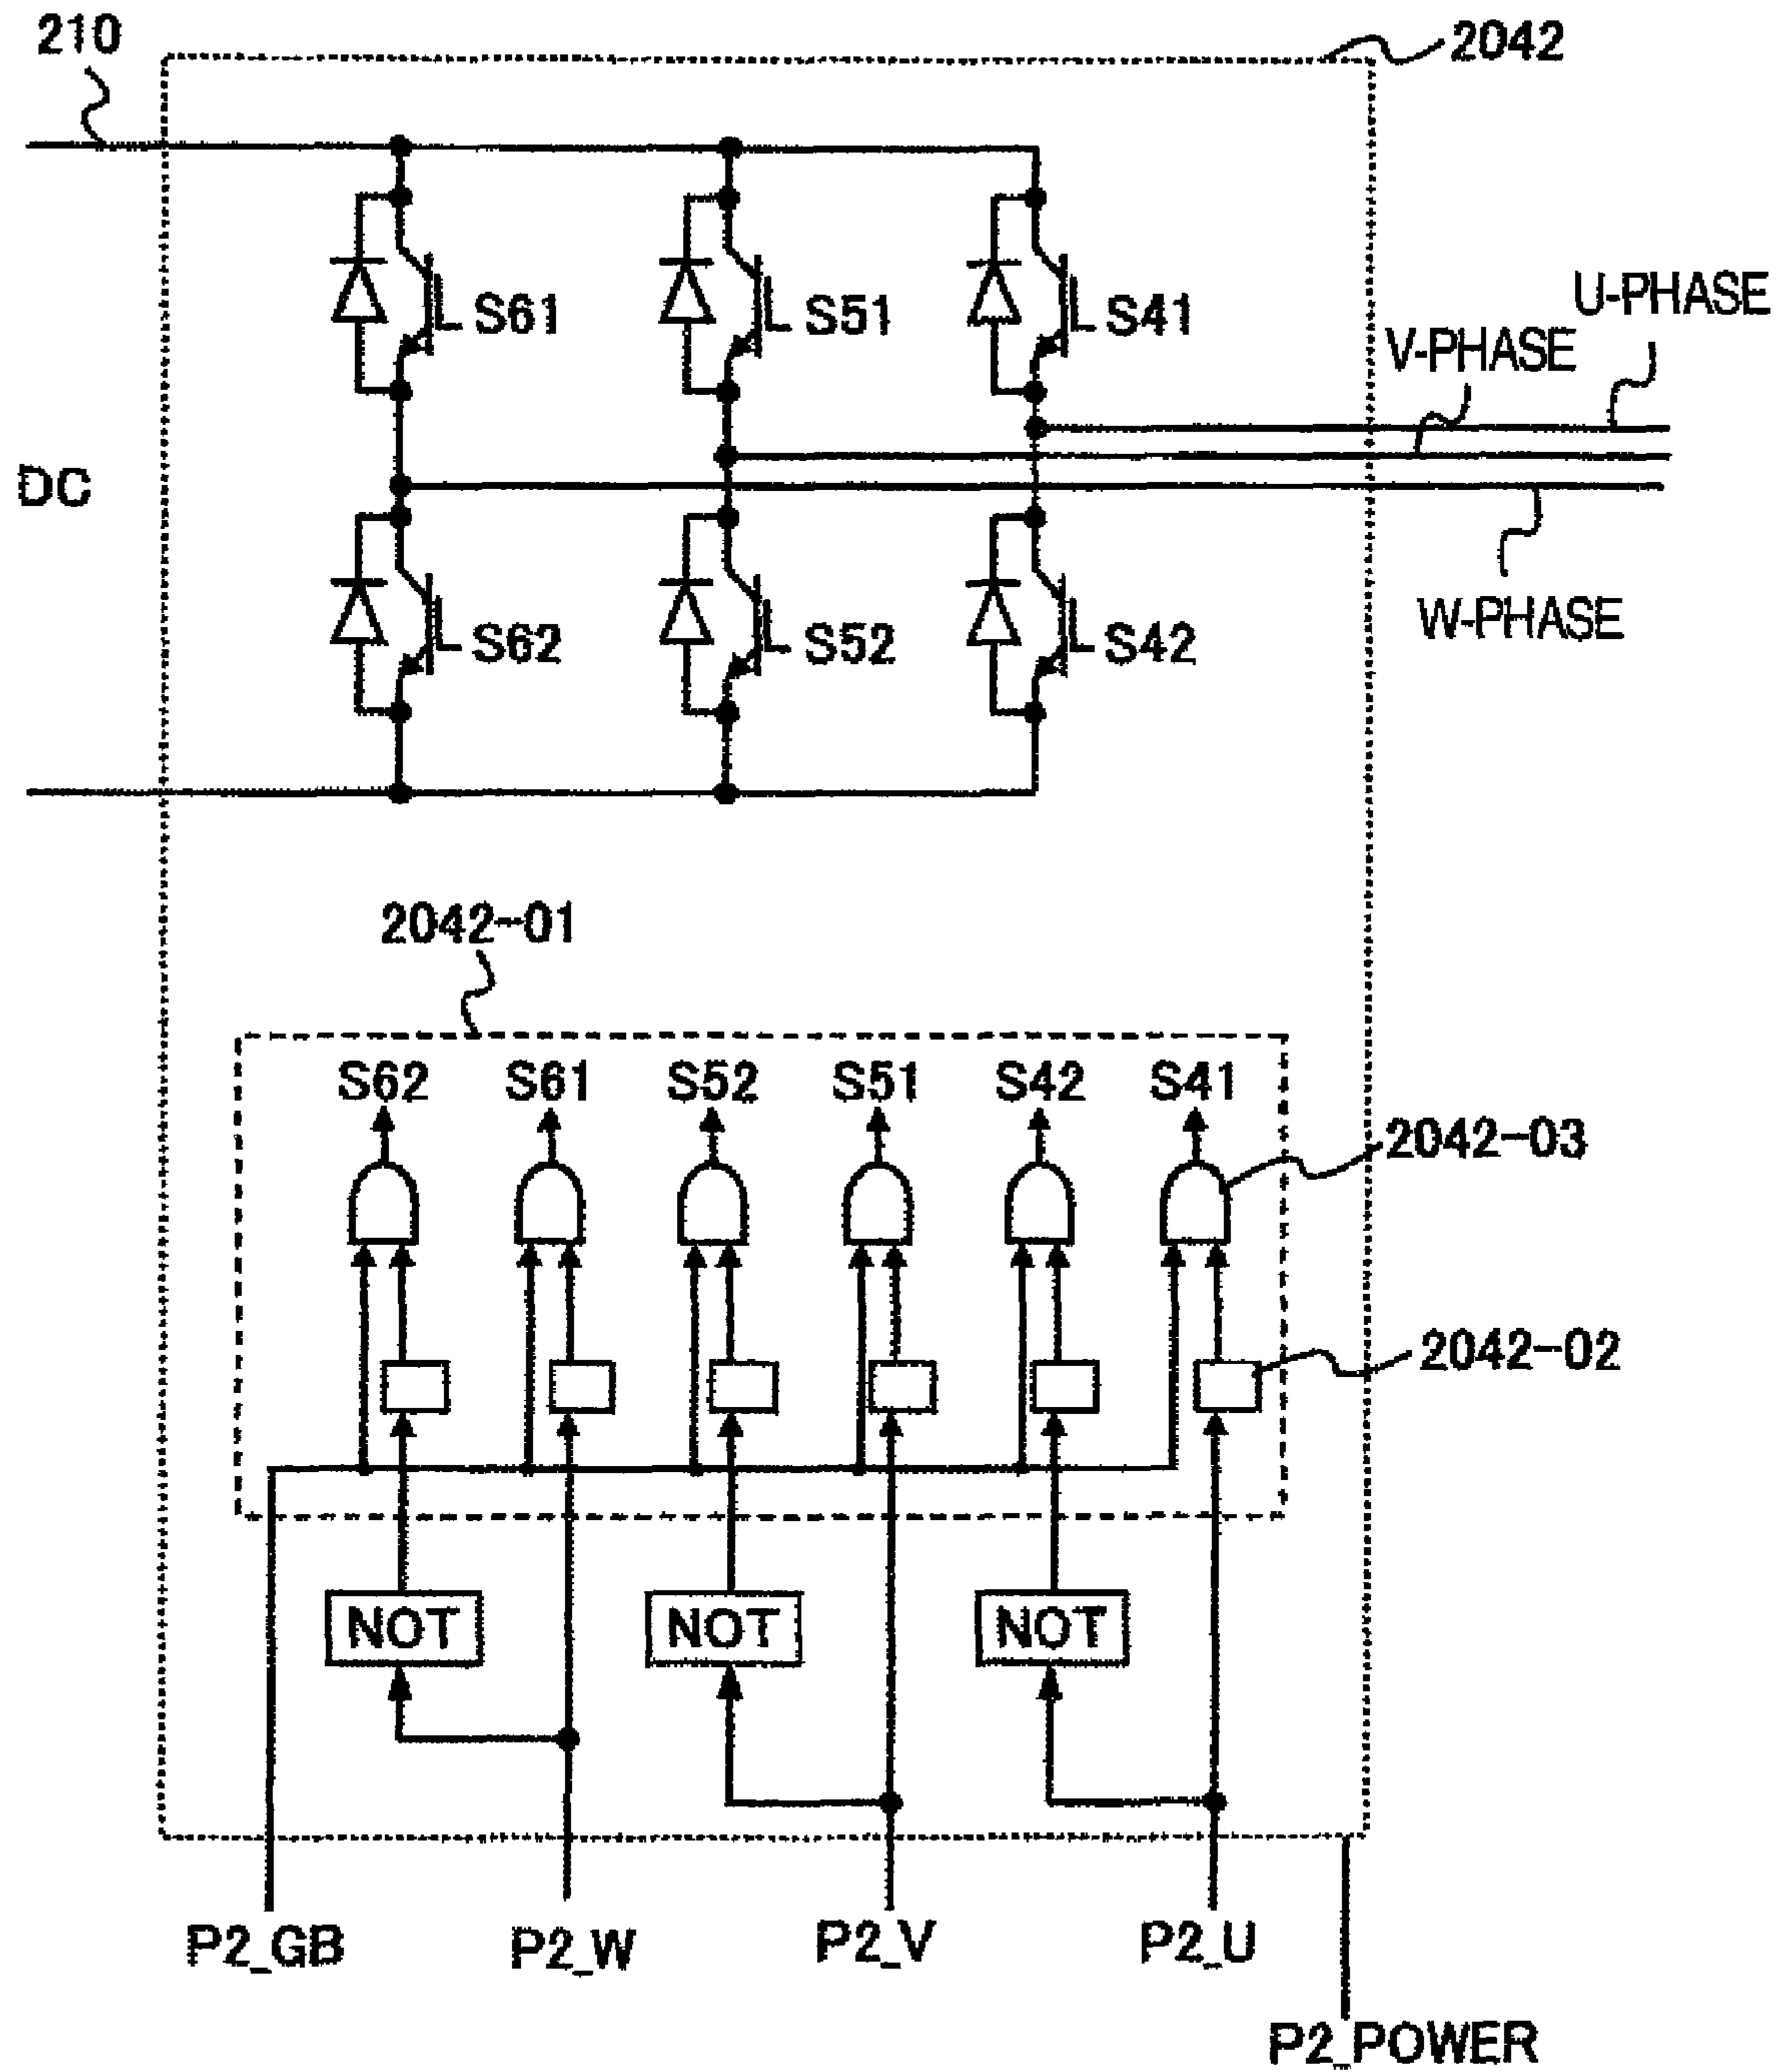 210
2042
S61
S51
S41
U-PHASE
V-PHASE
DC
S62
S52
S42
W-PHASE
2042-01
S62
S61
S52
S51
S42
S41
2042-03
2042-02
NOT
NOT
NOT
P2_GB
P2_W
P2_V
P2_U
P2_POWER